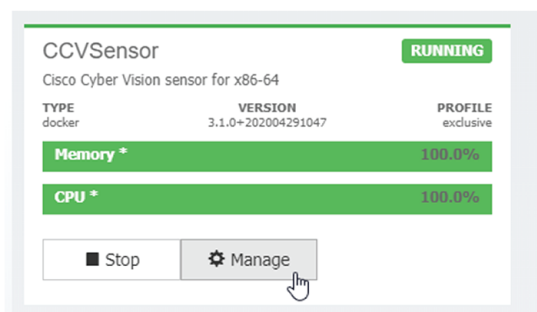 CCVSensor RUNNING
Cisco Cyber Vision sensor for x86-64
TYPE VERSION PROFILE
docker 3.1.0+202004291047 exclusive
Memory * 100.0%
CPU * 100.0%
Stop Manage